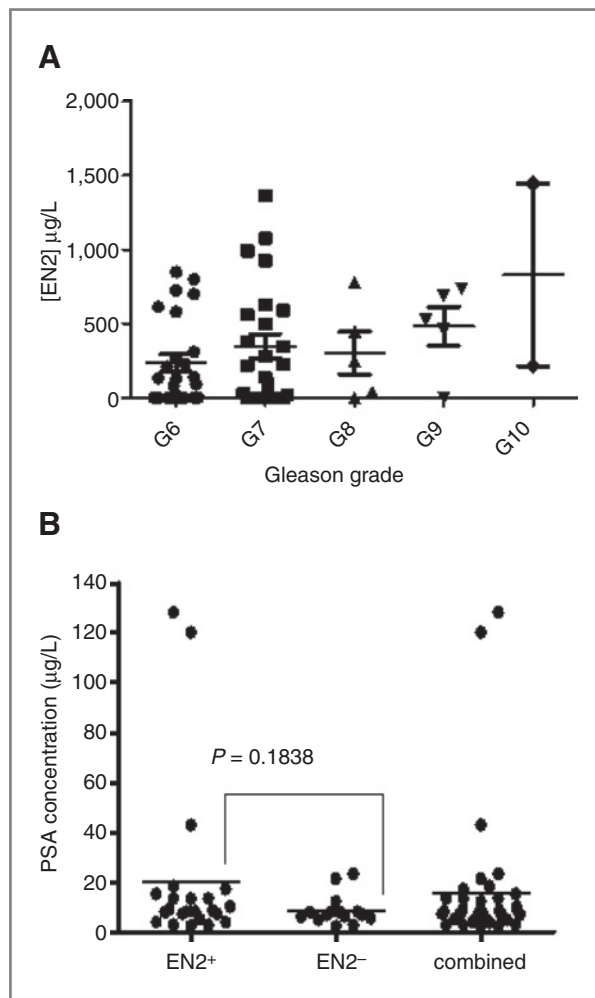 A
2,000
1,500
1,000
500
0
[EN2] µg/L
G6 G7 G8 G9 G10
Gleason grade
B
140
120
100
80
60
40
20
0
PSA concentration (µg/L)
P = 0.1838
EN2⁺ EN2⁻ combined